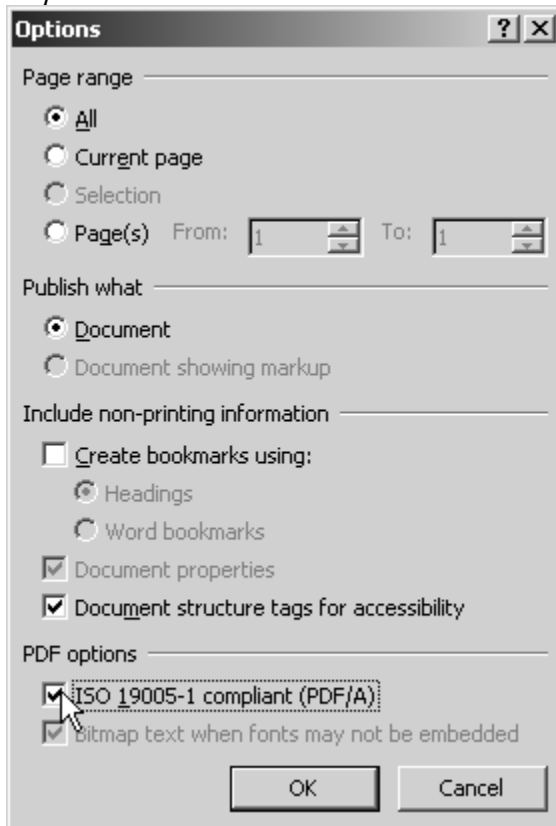 Options
Page range
All
Current page
Selection
Page(s) From: 1 To: 1
Publish what
Document
Document showing markup
Include non-printing information
Create bookmarks using:
Headings
Word bookmarks
Document properties
Document structure tags for accessibility
PDF options
ISO 19005-1 compliant (PDF/A)
Bitmap text when fonts may not be embedded
OK Cancel